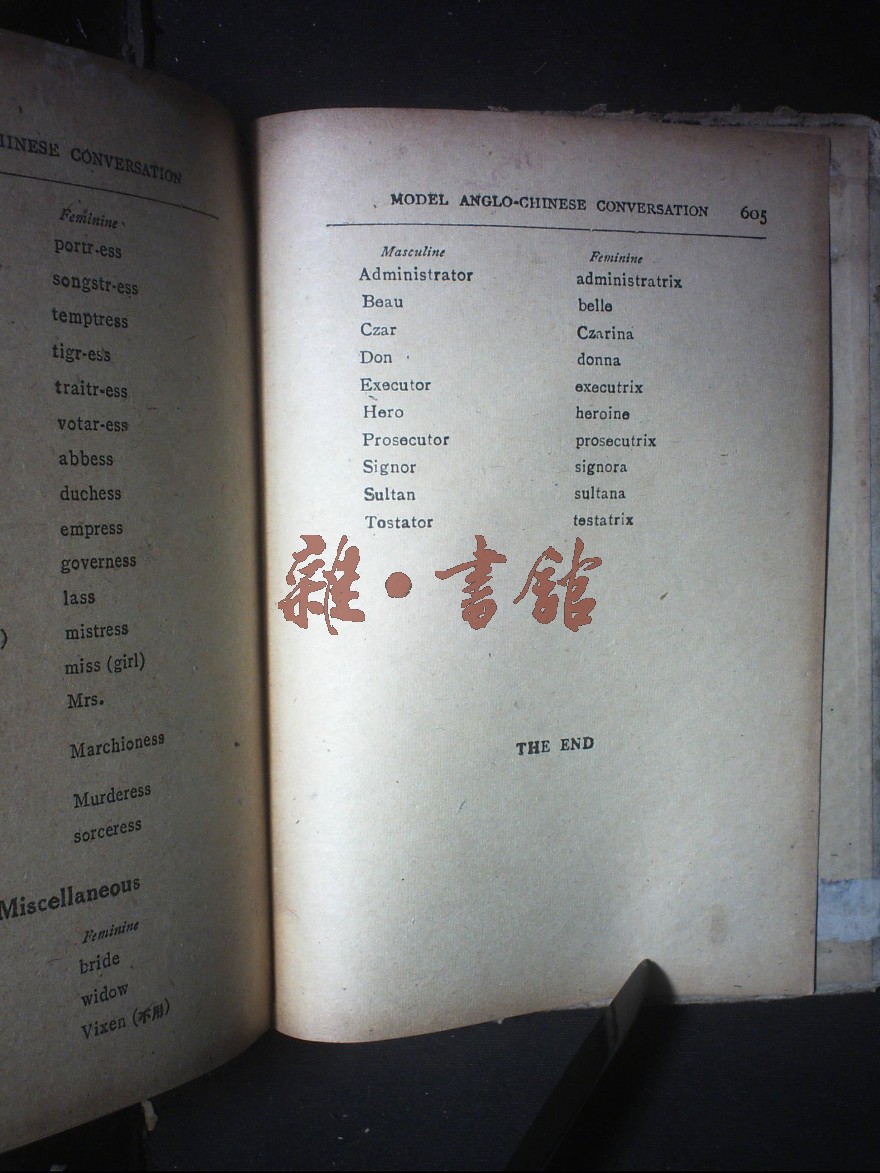 HINESE CONVERSATION
Feminine
portr-ess
songstr-ess
temptress
tigr-ess
traitr-ess
votar-ess
abbess
duchess
empress
governess
lass
) mistress
miss (girl)
Mrs.
Marchioness
Murderess
sorceress
Miscellaneous
Feminine
bride
widow
Vixen (不用)
MODEL ANGLO-CHINESE CONVERSATION 605
Masculine Feminine
Administrator administratrix
Beau belle
Czar Czarina
Don donna
Executor executrix
Hero heroine
Prosecutor prosecutrix
Signor signora
Sultan sultana
Tostator testatrix
雜·書館
THE END